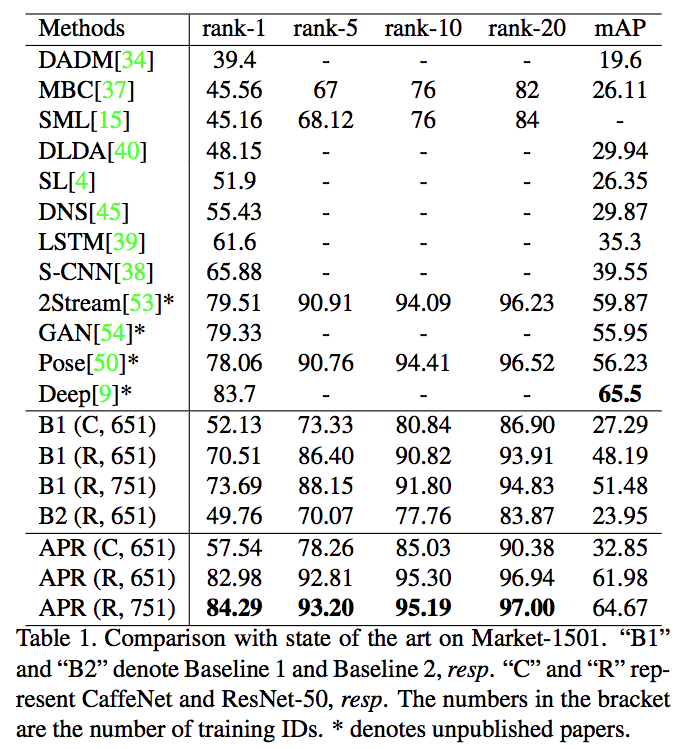 Methods rank-1 rank-5 rank-10 rank-20 mAP
DADM[34] 39.4 - - - 19.6
MBC[37] 45.56 67 76 82 26.11
SML[15] 45.16 68.12 76 84 -
DLDA[40] 48.15 - - - 29.94
SL[4] 51.9 - - - 26.35
DNS[45] 55.43 - - - 29.87
LSTM[39] 61.6 - - - 35.3
S-CNN[38] 65.88 - - - 39.55
2Stream[53]* 79.51 90.91 94.09 96.23 59.87
GAN[54]* 79.33 - - - 55.95
Pose[50]* 78.06 90.76 94.41 96.52 56.23
Deep[9]* 83.7 - - - 65.5
B1 (C, 651) 52.13 73.33 80.84 86.90 27.29
B1 (R, 651) 70.51 86.40 90.82 93.91 48.19
B1 (R, 751) 73.69 88.15 91.80 94.83 51.48
B2 (R, 651) 49.76 70.07 77.76 83.87 23.95
APR (C, 651) 57.54 78.26 85.03 90.38 32.85
APR (R, 651) 82.98 92.81 95.30 96.94 61.98
APR (R, 751) 84.29 93.20 95.19 97.00 64.67
Table 1. Comparison with state of the art on Market-1501. “B1”
and “B2” denote Baseline 1 and Baseline 2, resp. “C” and “R” rep-
resent CaffeNet and ResNet-50, resp. The numbers in the bracket
are the number of training IDs. * denotes unpublished papers.